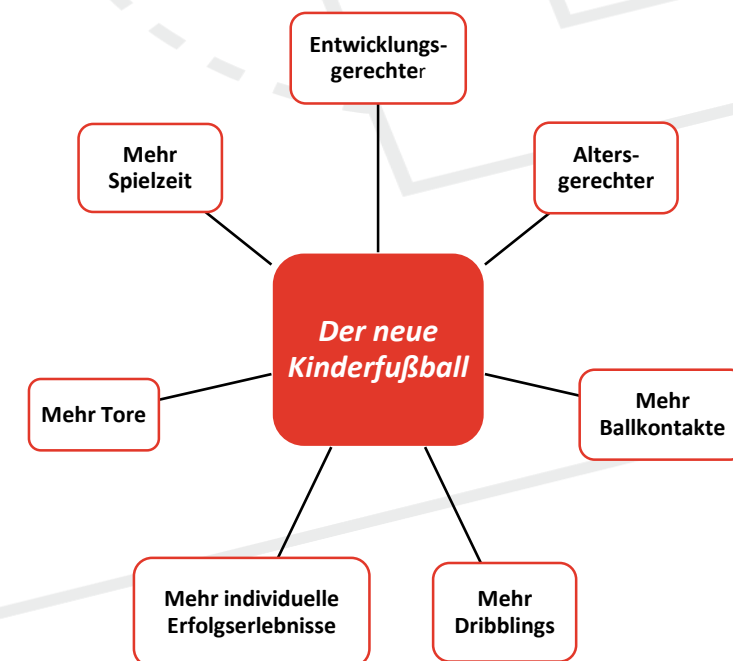 Entwicklungs-
gerechter
Mehr
Spielzeit
Alters-
gerechter
Der neue
Kinderfußball
Mehr Tore
Mehr
Ballkontakte
Mehr individuelle
Erfolgserlebnisse
Mehr
Dribblings